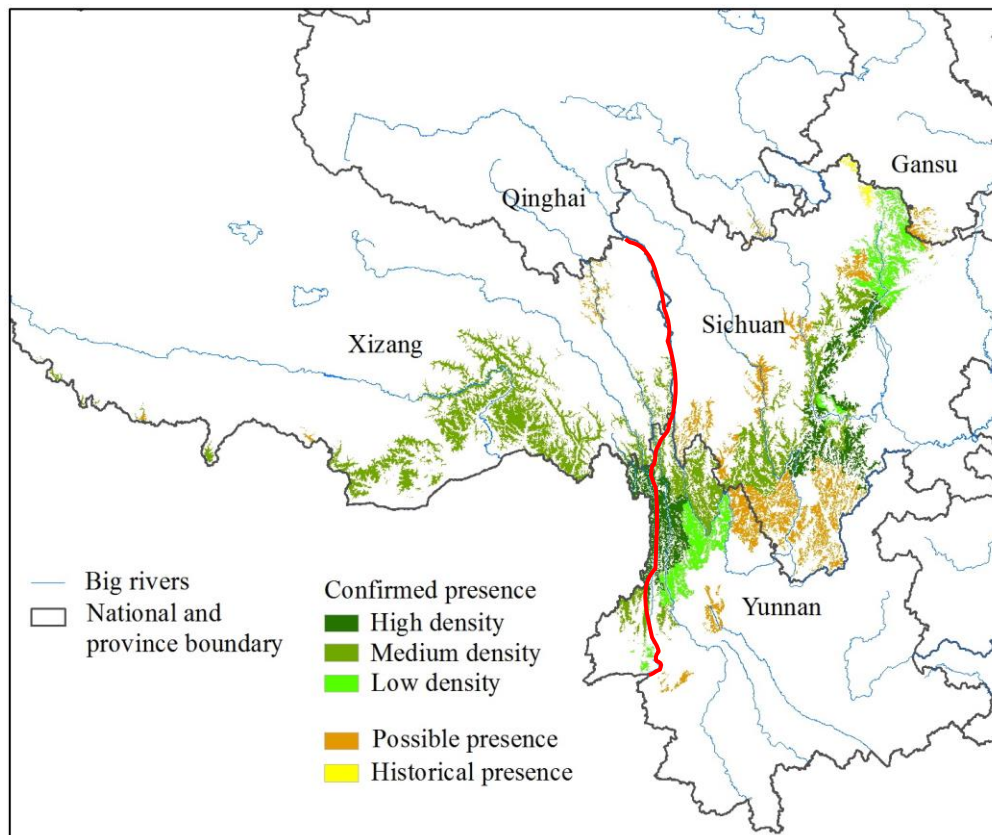 Gansu
Qinghai
Sichuan
Xizang
Yunnan
Big rivers
National and
province boundary
Confirmed presence
High density
Medium density
Low density
Possible presence
Historical presence